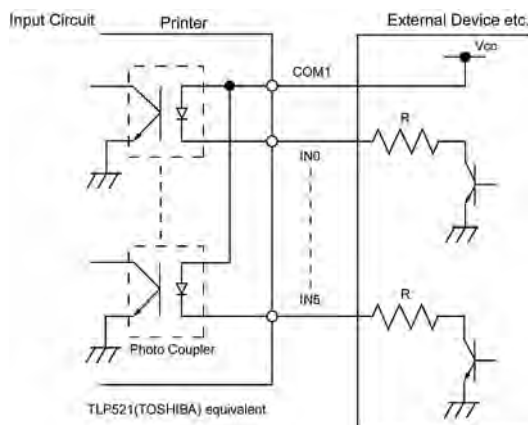 Input Circuit
Printer
External Device etc.
Vcc
COM1
R
IN0
R
IN5
Photo Coupler
TLP521(TOSHIBA) equivalent